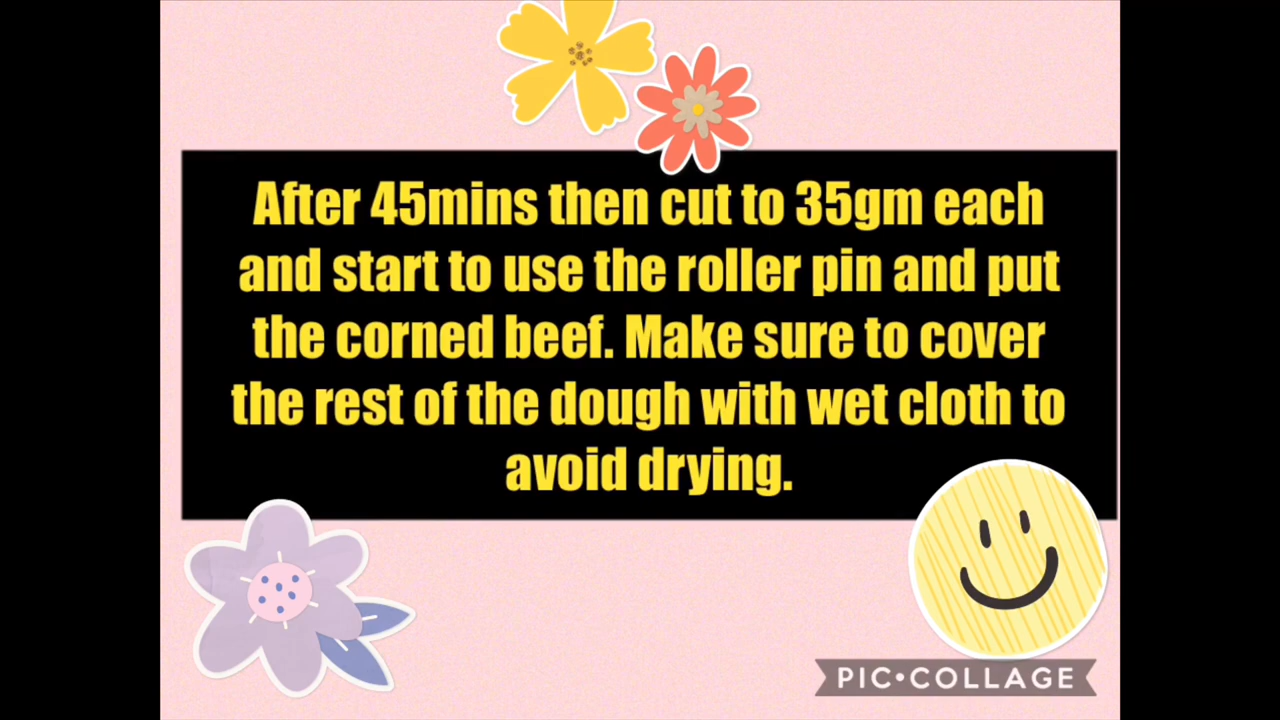 After 45mins then cut to 35gm each
and start to use the roller pin and put
the corned beef. Make sure to cover
the rest of the dough with wet cloth to
avoid drying.
PIC•COLLAGE